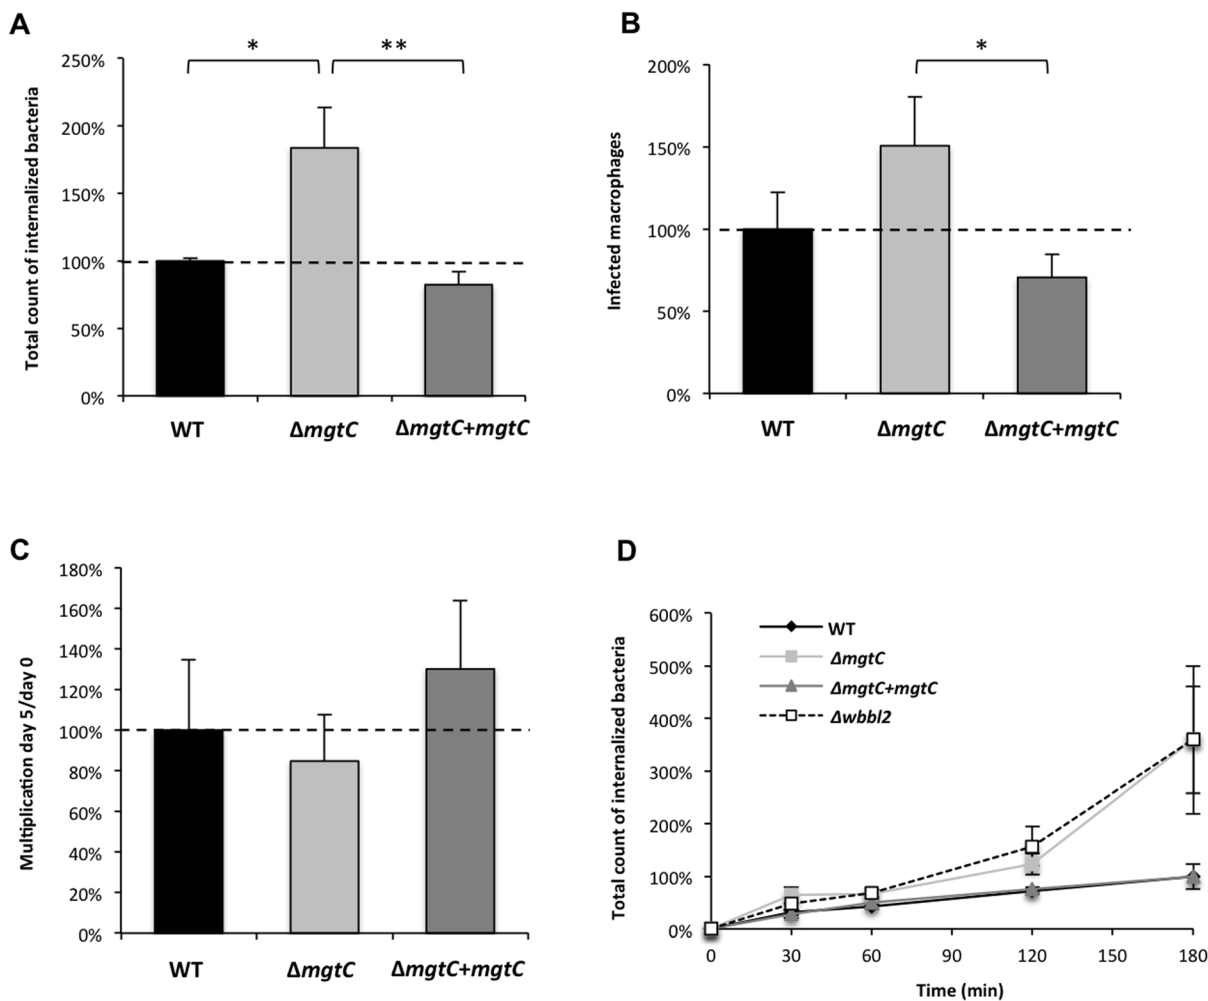 A
Total count of internalized bacteria
250%
200%
150%
100%
50%
0%
*
**
WT
ΔmgtC
ΔmgtC+mgtC
B
Infected macrophages
200%
150%
100%
50%
0%
*
WT
ΔmgtC
ΔmgtC+mgtC
C
Multiplication day 5/day 0
180%
160%
140%
120%
100%
80%
60%
40%
20%
0%
WT
ΔmgtC
ΔmgtC+mgtC
D
Total count of internalized bacteria
600%
500%
400%
300%
200%
100%
0%
WT
ΔmgtC
ΔmgtC+mgtC
Δwbbl2
0 30 60 90 120 150 180
Time (min)